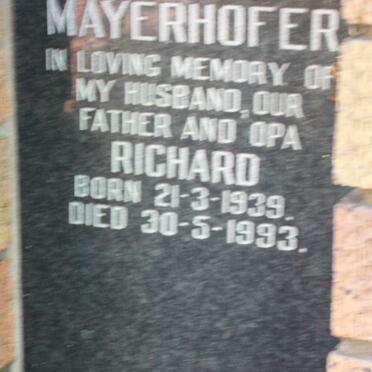 MAYERHOFER
IN LOVING MEMORY OF
MY HUSBAND, OUR
FATHER AND OPA
RICHARD
BORN 21-3-1939.
DIED 30-5-1993.